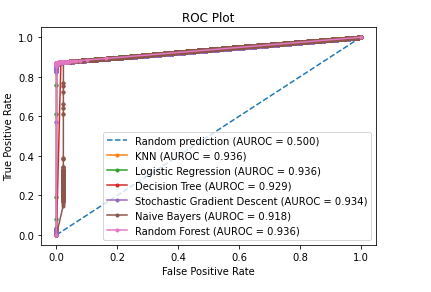 ROC Plot
1.0
0.8
0.6
0.4
0.2
0.0
True Positive Rate
Random prediction (AUROC = 0.500)
KNN (AUROC = 0.936)
Logistic Regression (AUROC = 0.936)
Decision Tree (AUROC = 0.929)
Stochastic Gradient Descent (AUROC = 0.934)
Naive Bayers (AUROC = 0.918)
Random Forest (AUROC = 0.936)
0.0 0.2 0.4 0.6 0.8 1.0
False Positive Rate